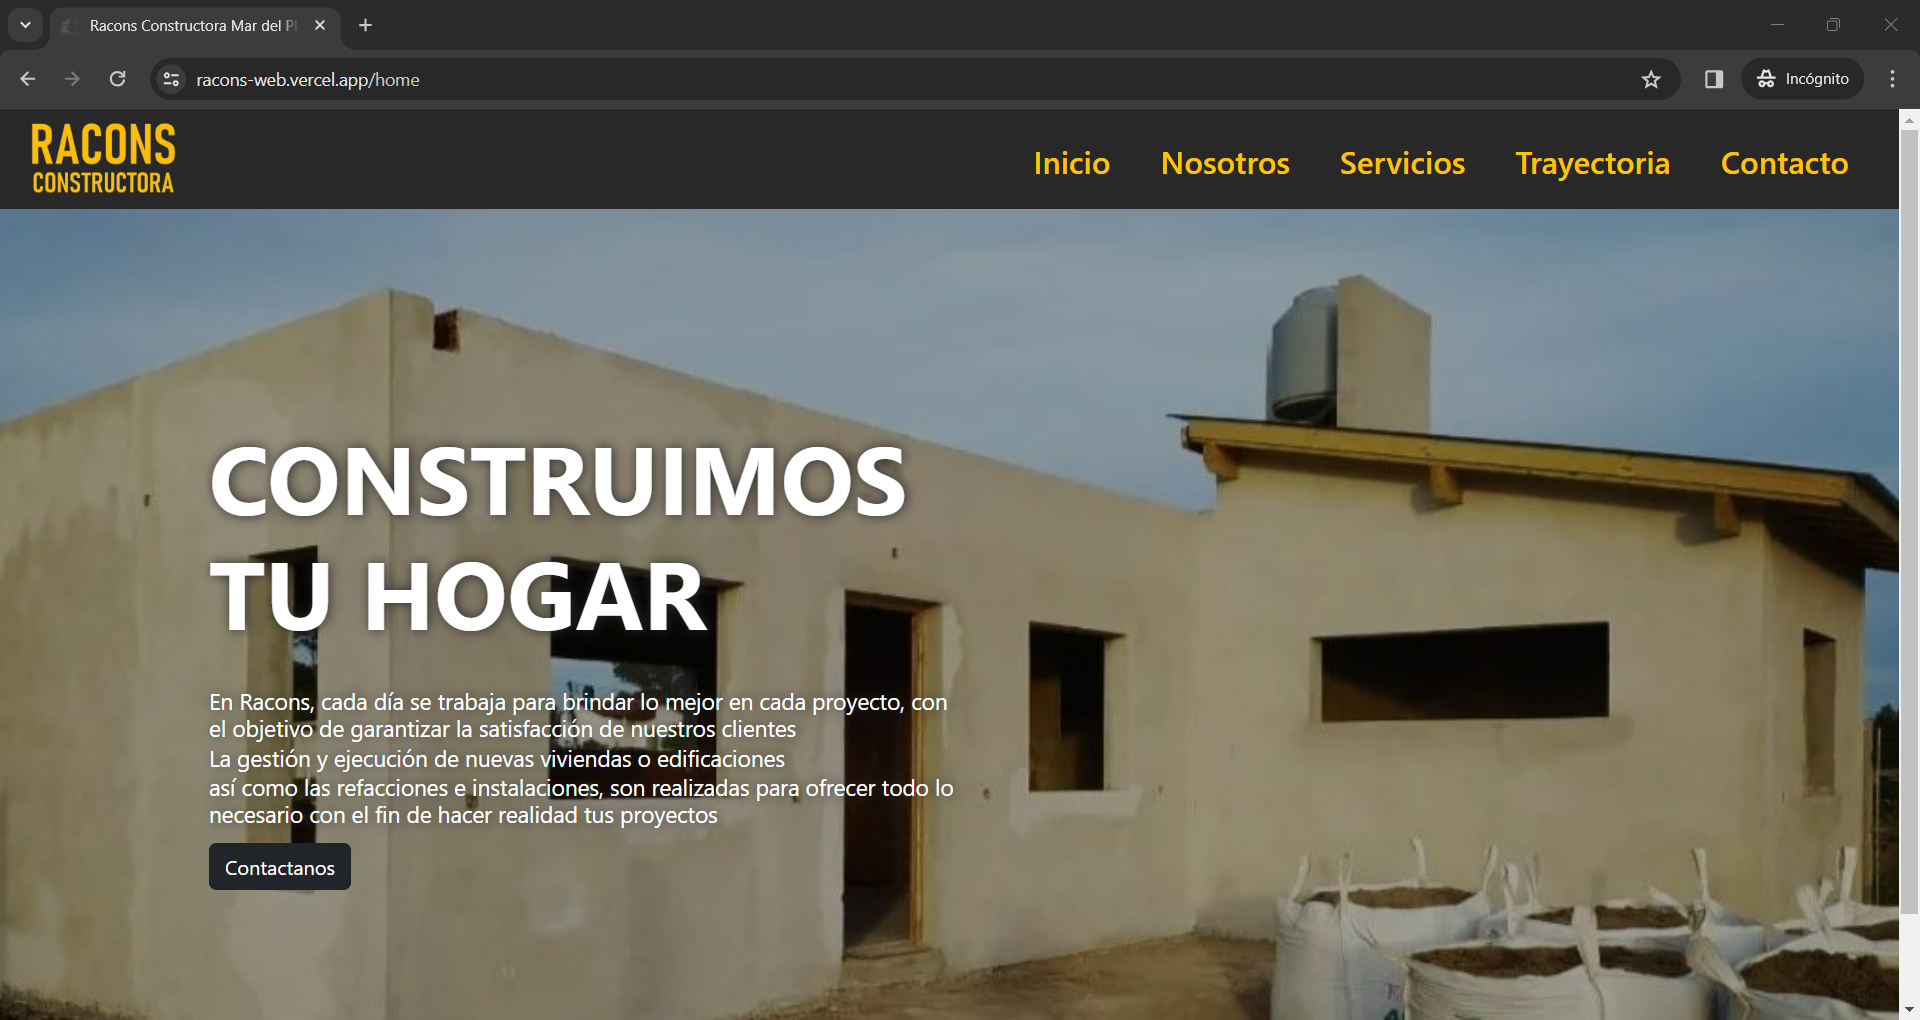 Racons Constructora Mar del Pl
racons-web.vercel.app/home
Incógnito
RACONS
CONSTRUCTORA
Inicio Nosotros Servicios Trayectoria Contacto
CONSTRUIMOS
TU HOGAR
En Racons, cada día se trabaja para brindar lo mejor en cada proyecto, con
el objetivo de garantizar la satisfacción de nuestros clientes
La gestión y ejecución de nuevas viviendas o edificaciones
así como las refacciones e instalaciones, son realizadas para ofrecer todo lo
necesario con el fin de hacer realidad tus proyectos
Contactanos